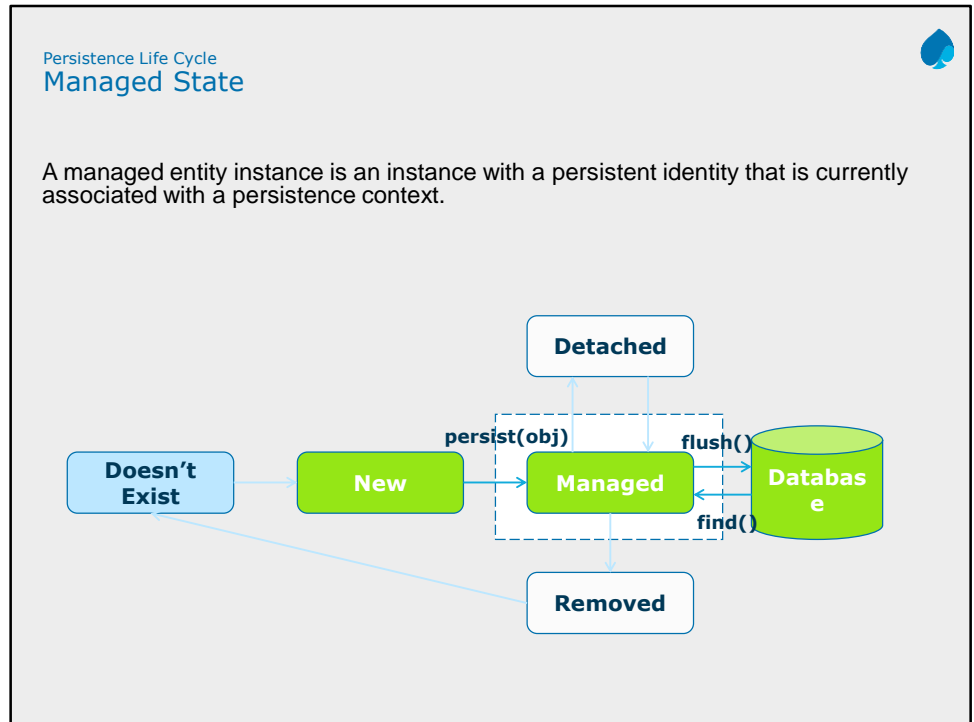 Persistence Life Cycle
Managed State
A managed entity instance is an instance with a persistent identity that is currently
associated with a persistence context.
Detached
persist(obj)
flush()
Doesn't
Exist
New
Managed
Databas
e
find()
Removed